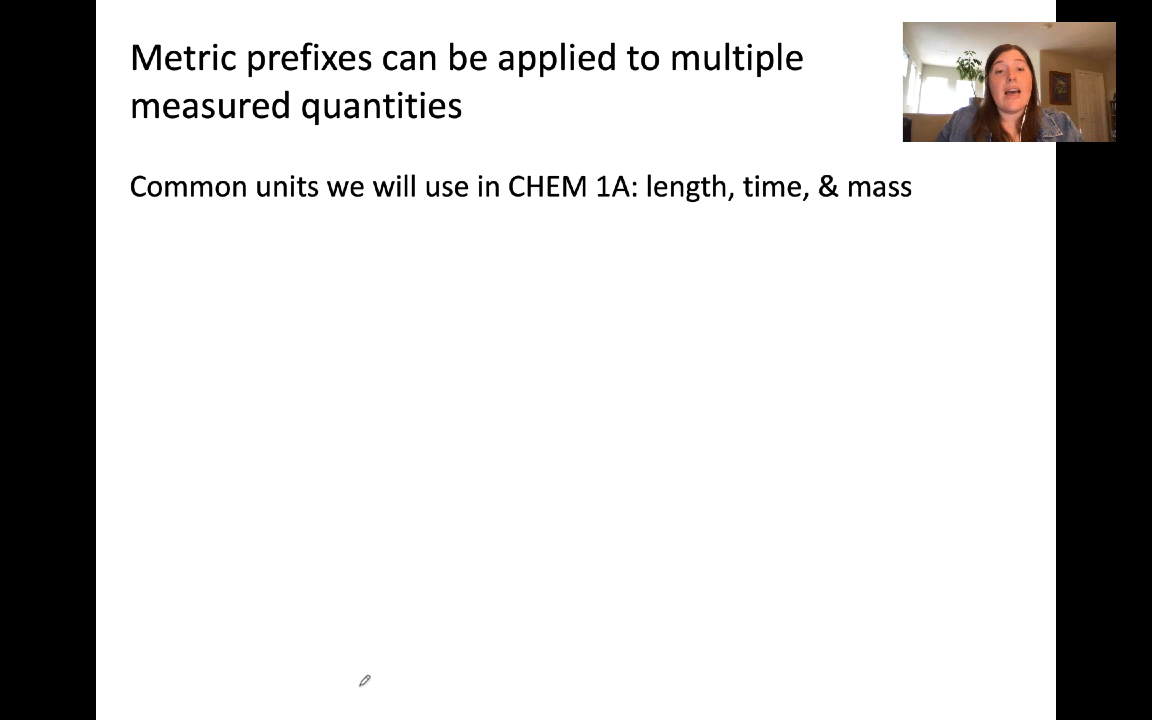 Metric prefixes can be applied to multiple
measured quantities
Common units we will use in CHEM 1A: length, time, & mass